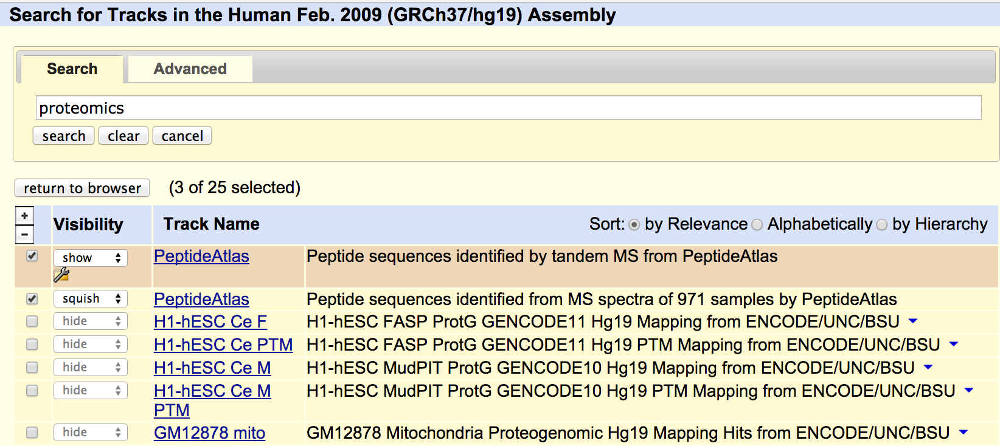 Search for Tracks in the Human Feb. 2009 (GRCh37/hg19) Assembly
Search Advanced
proteomics
search clear cancel
return to browser (3 of 25 selected)
+
-
Visibility Track Name Sort: by Relevance Alphabetically by Hierarchy
show PeptideAtlas Peptide sequences identified by tandem MS from PeptideAtlas
squish PeptideAtlas Peptide sequences identified from MS spectra of 971 samples by PeptideAtlas
hide H1-hESC Ce F H1-hESC FASP ProtG GENCODE11 Hg19 Mapping from ENCODE/UNC/BSU
hide H1-hESC Ce PTM H1-hESC FASP ProtG GENCODE11 Hg19 PTM Mapping from ENCODE/UNC/BSU
hide H1-hESC Ce M H1-hESC MudPIT ProtG GENCODE10 Hg19 Mapping from ENCODE/UNC/BSU
hide H1-hESC Ce M H1-hESC MudPIT ProtG GENCODE10 Hg19 PTM Mapping from ENCODE/UNC/BSU
PTM
hide GM12878 mito GM12878 Mitochondria Proteogenomic Hg19 Mapping Hits from ENCODE/UNC/BSU